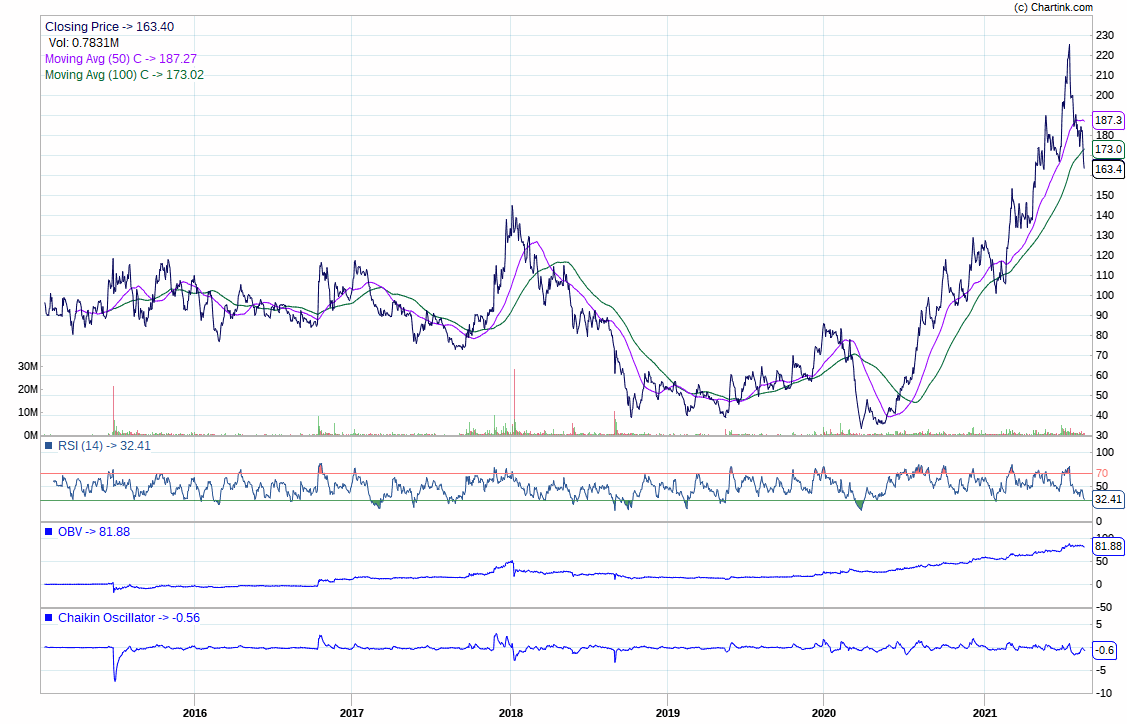 (c) Chartink.com
Closing Price -> 163.40
Vol: 0.7831M
Moving Avg (50) C -> 187.27
Moving Avg (100) C -> 173.02
230
220
210
200
187.3
180
173.0
163.4
150
140
130
120
110
100
90
80
70
60
50
40
30
30M
20M
10M
0M
RSI (14) -> 32.41
100
70
50
32.41
0
OBV -> 81.88
100
81.88
50
0
-50
Chaikin Oscillator -> -0.56
5
-0.6
-5
-10
2016 2017 2018 2019 2020 2021